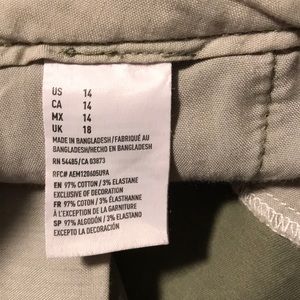 US 14
CA 14
MX 14
UK 18
MADE IN BANGLADESH/FABRIQUÉ AU
BANGLADESH/HECHO EN BANGLADESH
RN 54485/CA 03873
RFC# AEM120605U9A
EN 97% COTTON / 3% ELASTANE
EXCLUSIVE OF DECORATION
FR 97% COTON / 3% ÉLASTHANNE
À L'EXCEPTION DE LA GARNITURE
SP 97% ALGODÓN / 3% ELASTANO
EXCEPTO LA DECORACIÓN